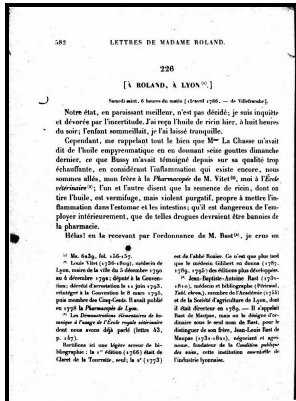 582 LETTRES DE MADAME ROLAND.
226
[À ROLAND, À LYON (1).]
Samedi saint, 6 heures du matin [15 avril 1786, — de Villefranche].
Notre état, en paraissant meilleur, n'est pas décidé; je suis inquiète
et dévorée par l'incertitude. J'ai reçu l'huile de ricin hier, à huit heures
du soir; l'enfant sommeillait, je l'ai laissé tranquille.
Cependant, me rappelant tout le bien que Mme La Chasse m'avait
dit de l'huile empyreumatique en en donnant seize gouttes dimanche
dernier, ce que Bussy m'avait témoigné depuis sur sa qualité trop
échauffante, en considérant l'inflammation qui existe encore, nous
sommes allés, mon frère à la Pharmacopée de M. Vitet (2), moi à l'École
vétérinaire (3); l'un et l'autre disent que la semence de ricin, dont on
tire l'huile, est vermifuge, mais violent purgatif, propre à mettre l'in-
flammation dans l'estomac et les intestins; qu'il est dangereux de l'em-
ployer intérieurement, que de telles drogues devraient être bannies de
la pharmacie.
Hélas! en la recevant par l'ordonnance de M. Rast (4), je crus un
(1) Ms. 6239, fol. 156-157.
(2) Louis Vitet (1736-1809), médecin de
Lyon, maire de la ville du 5 décembre 1790
au 6 décembre 1792; député à la Conven-
tion; décrété d'arrestation le 11 juin 1793,
réintégré à la Convention le 8 mars 1795,
puis membre des Cinq-Cents. Il avait publié
en 1778 la Pharmacopée de Lyon.
(3) Les Démonstrations élémentaires de bo-
tanique à l'usage de l'École royale vétérinaire
dont nous avons déjà parlé (lettre 53,
p. 157).
Rectifions ici une légère erreur de bi-
bliographie : la 1re édition (1766) était de
Claret de la Tourrette, seul; la 2e (1773)
est de l'abbé Rozier. Ce n'est que plus tard
que le médecin Gilibert en donna (1787,
1789, 1795) des éditions plus développées.
(4) Jean-Baptiste-Antoine Rast (1731-
1810), médecin et bibliographe (Péricaud,
Tabl. chron.), membre de l'Académie (1755)
et de la Société d'agriculture de Lyon, dont
il était directeur en 1789. — Il s'appelait
Rast de Maupas, mais on le désigne d'or-
dinaire sous le seul nom de Rast, pour le
distinguer de son frère, Jean-Louis Rast de
Maupas (1731-1821), négociant et agro-
nome, fondateur de la Condition publique
des soies, cette institution essentielle de
l'industrie lyonnaise.